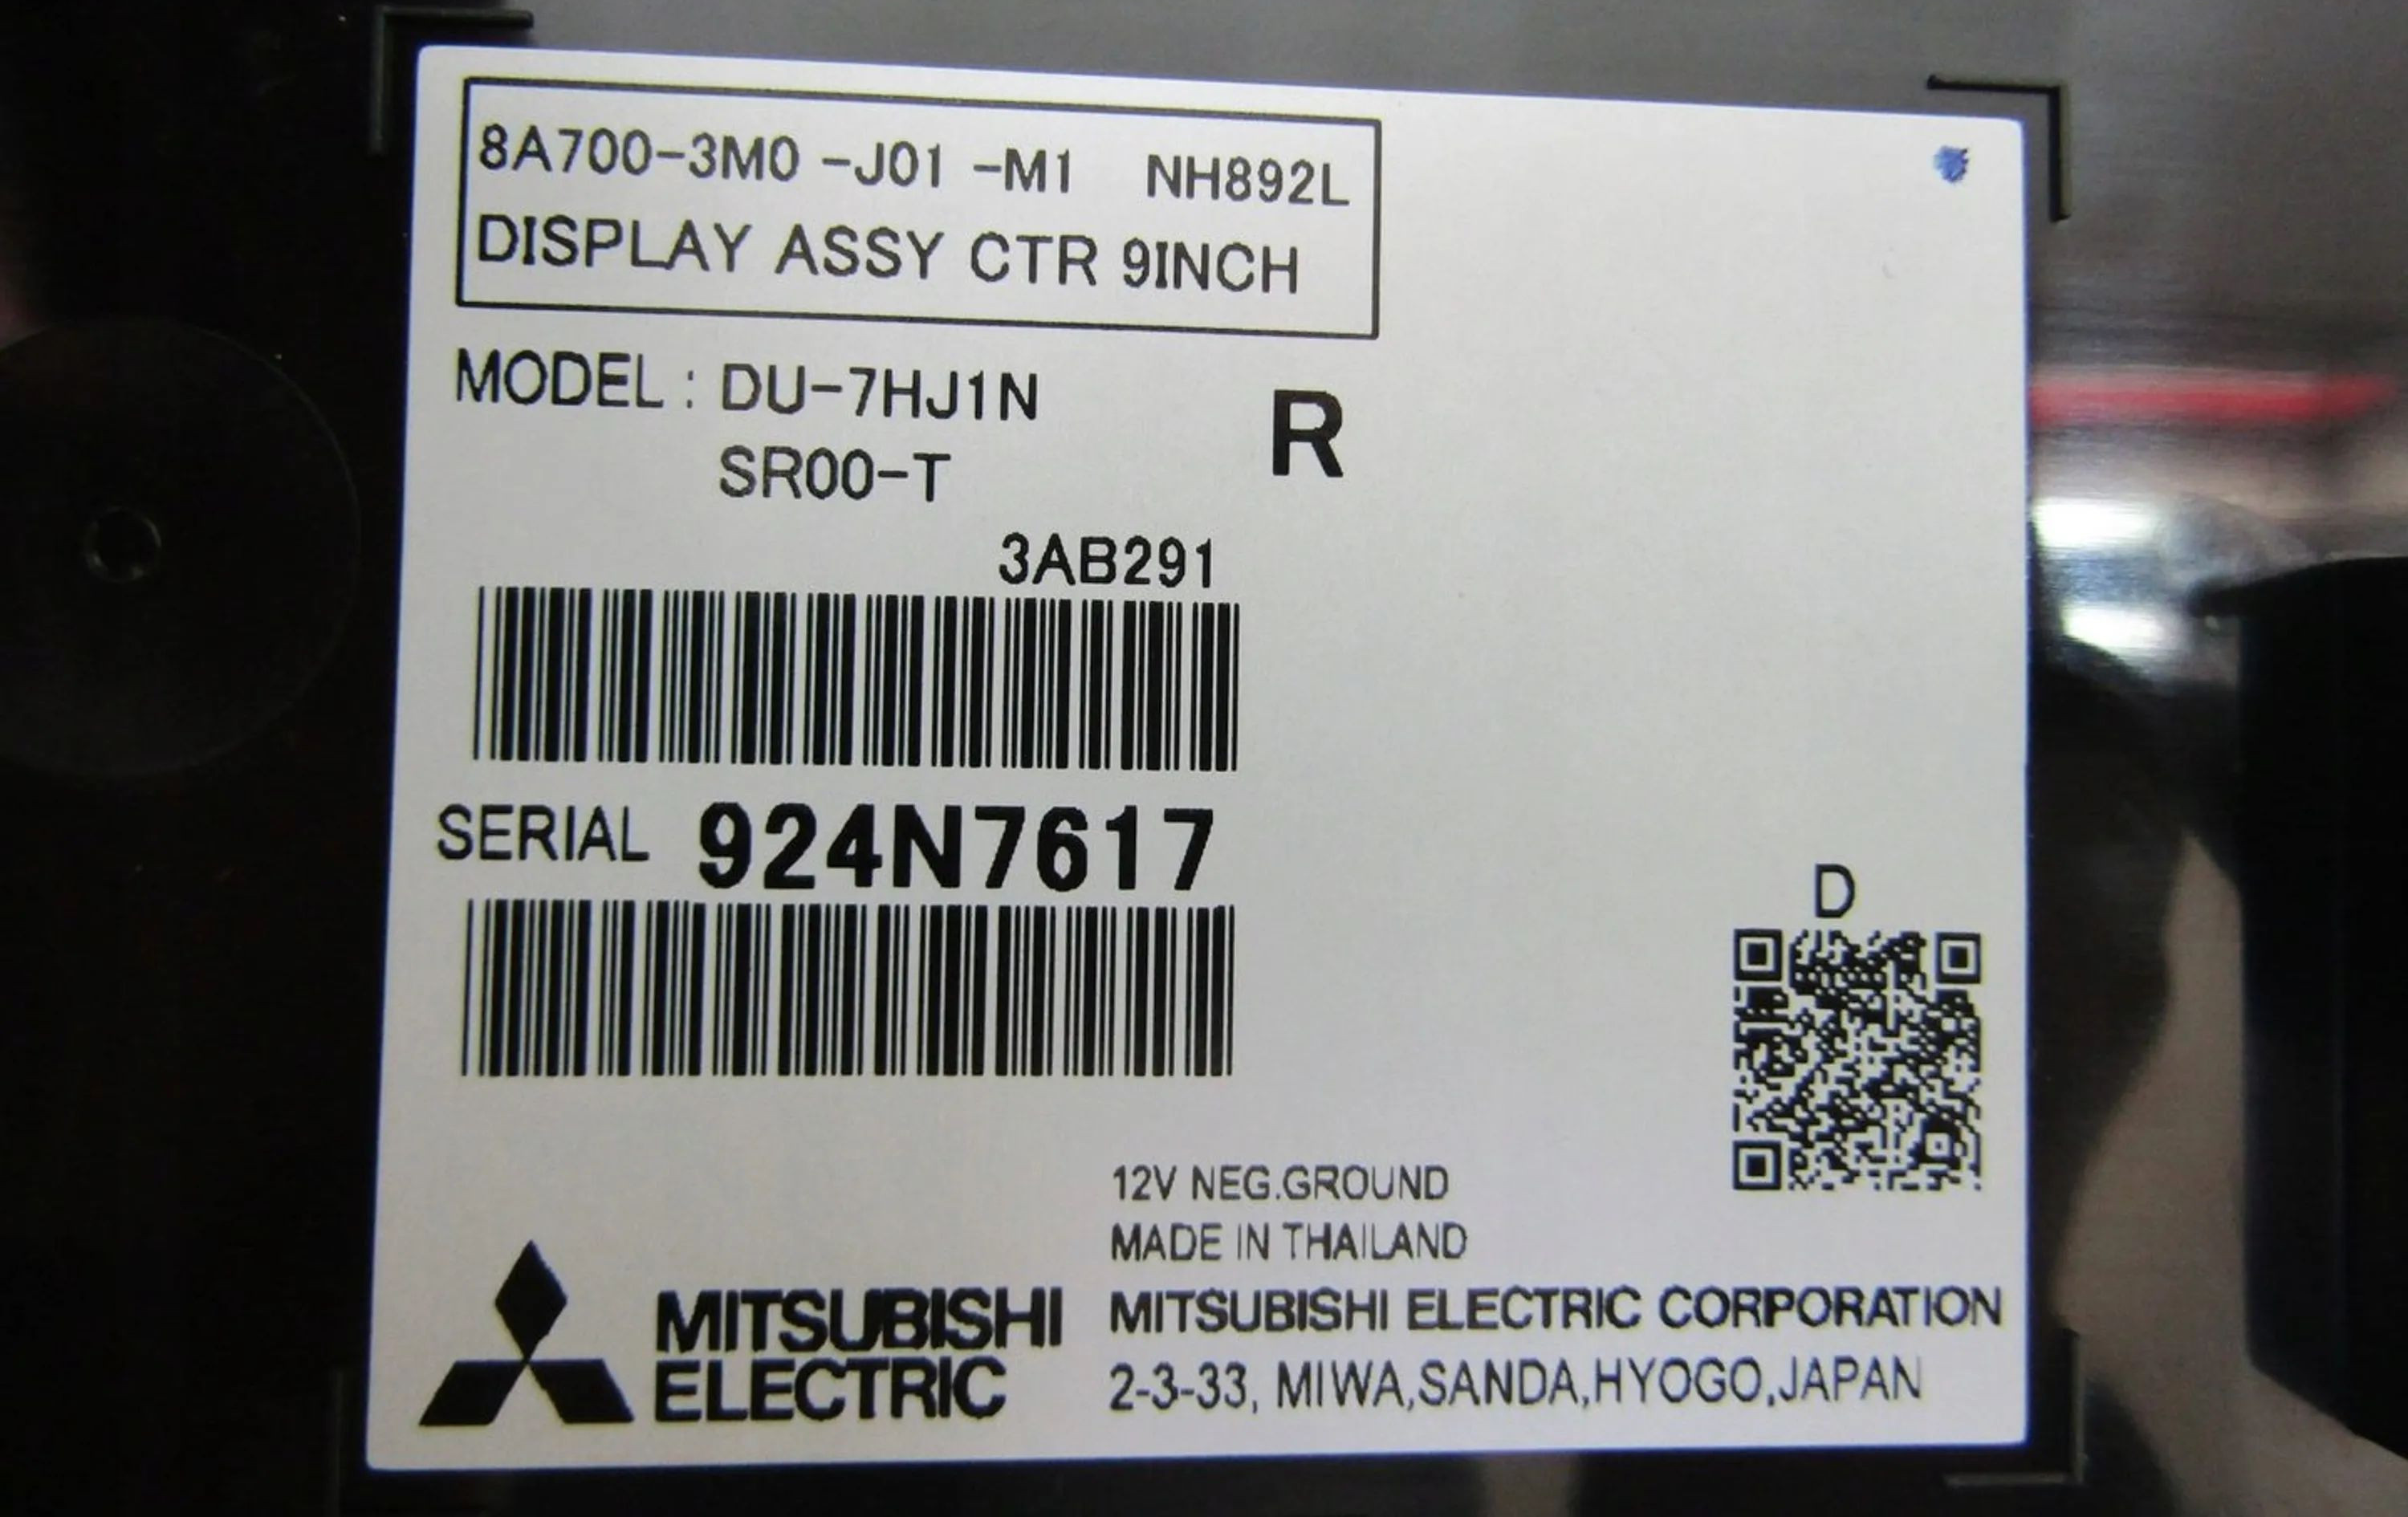 8A700-3M0 -J01 -M1 NH892L
DISPLAY ASSY CTR 9INCH
MODEL : DU-7HJ1N
SR00-T
R
3AB291
SERIAL 924N7617
D
12V NEG.GROUND
MADE IN THAILAND
MITSUBISHI
ELECTRIC
MITSUBISHI ELECTRIC CORPORATION
2-3-33, MIWA,SANDA,HYOGO,JAPAN